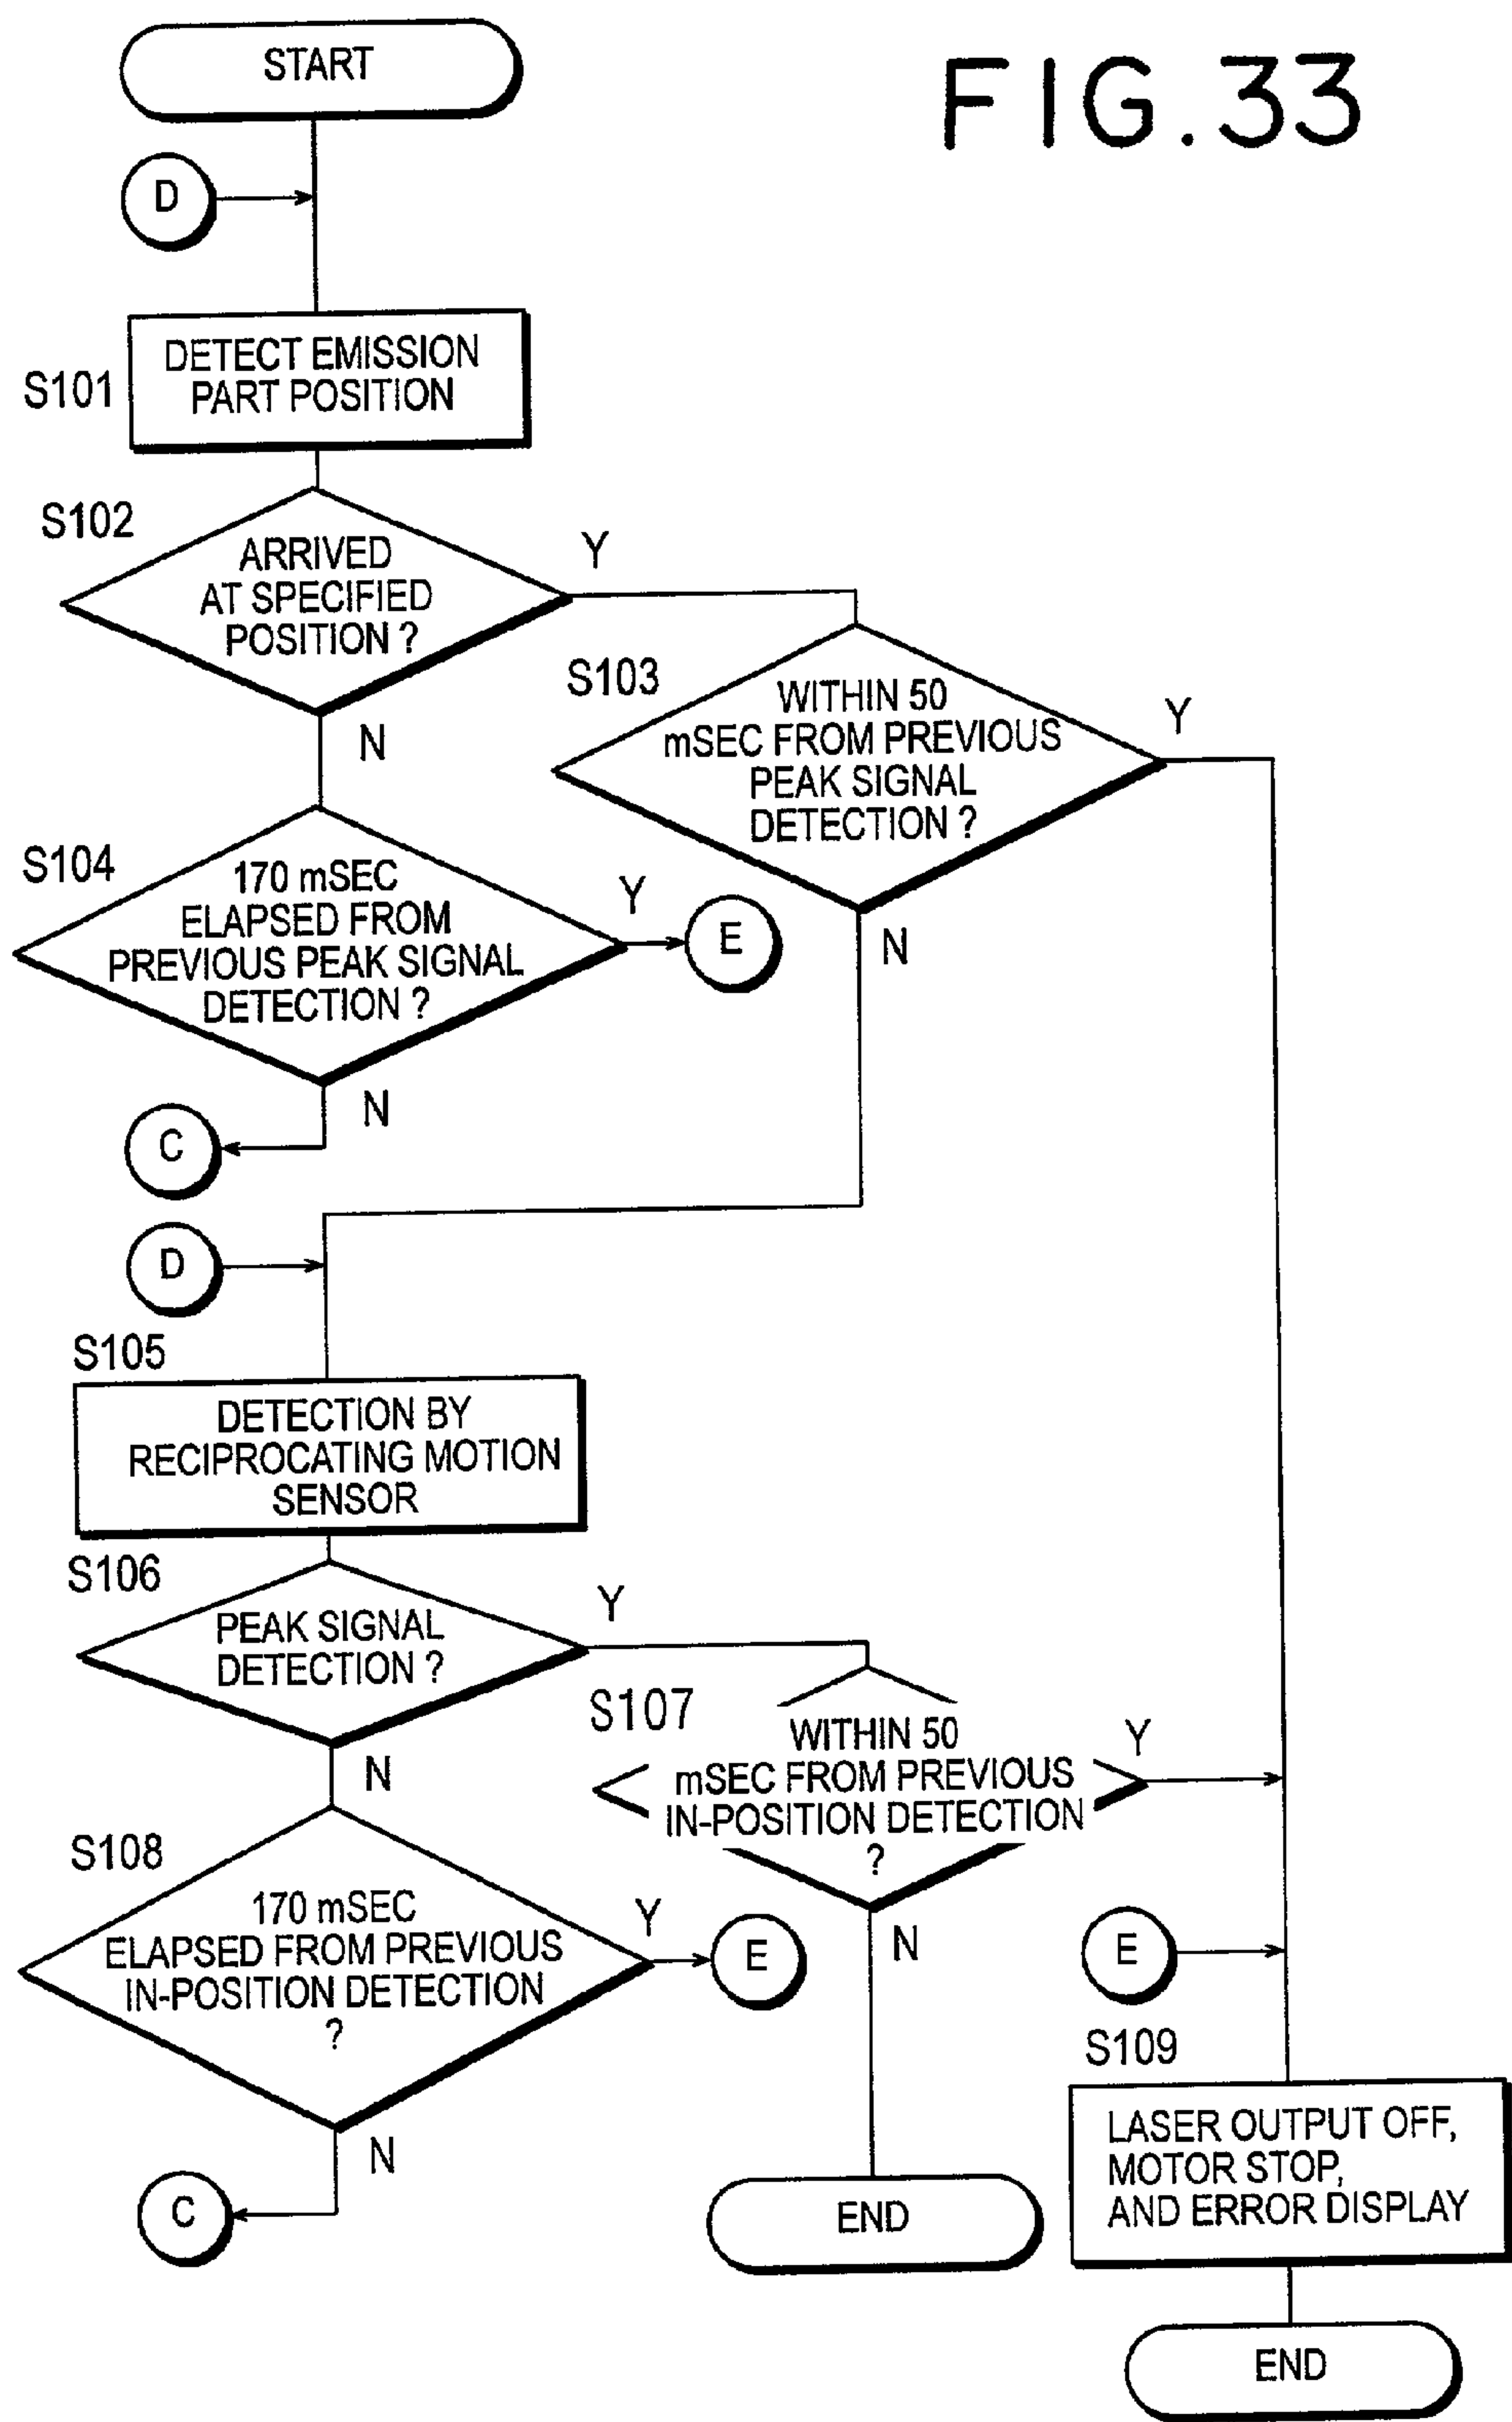 FIG.33
START
D
S101
DETECT EMISSION
PART POSITION
S102
ARRIVED
AT SPECIFIED
POSITION ?
Y
N
S103
WITHIN 50
mSEC FROM PREVIOUS
PEAK SIGNAL
DETECTION ?
Y
N
S104
170 mSEC
ELAPSED FROM
PREVIOUS PEAK SIGNAL
DETECTION ?
Y
E
N
C
D
S105
DETECTION BY
RECIPROCATING MOTION
SENSOR
S106
PEAK SIGNAL
DETECTION ?
Y
N
S107
WITHIN 50
mSEC FROM PREVIOUS
IN-POSITION DETECTION
?
Y
N
S108
170 mSEC
ELAPSED FROM PREVIOUS
IN-POSITION DETECTION
?
Y
E
N
C
END
E
S109
LASER OUTPUT OFF,
MOTOR STOP,
AND ERROR DISPLAY
END